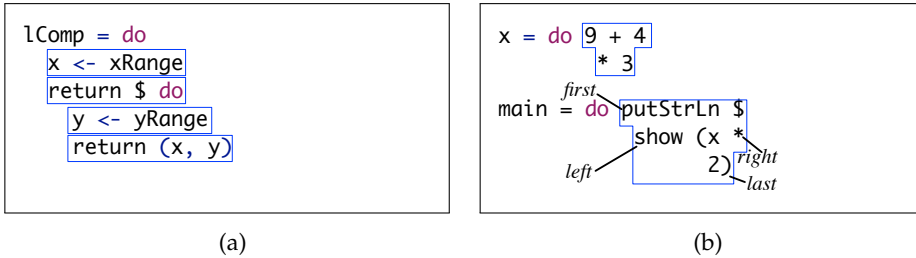 lComp = do
x <- xRange
return $ do
y <- yRange
return (x, y)
(a)
x = do 9 + 4
* 3
first
main = do putStrLn $
show (x *
right
left
2)
last
(b)